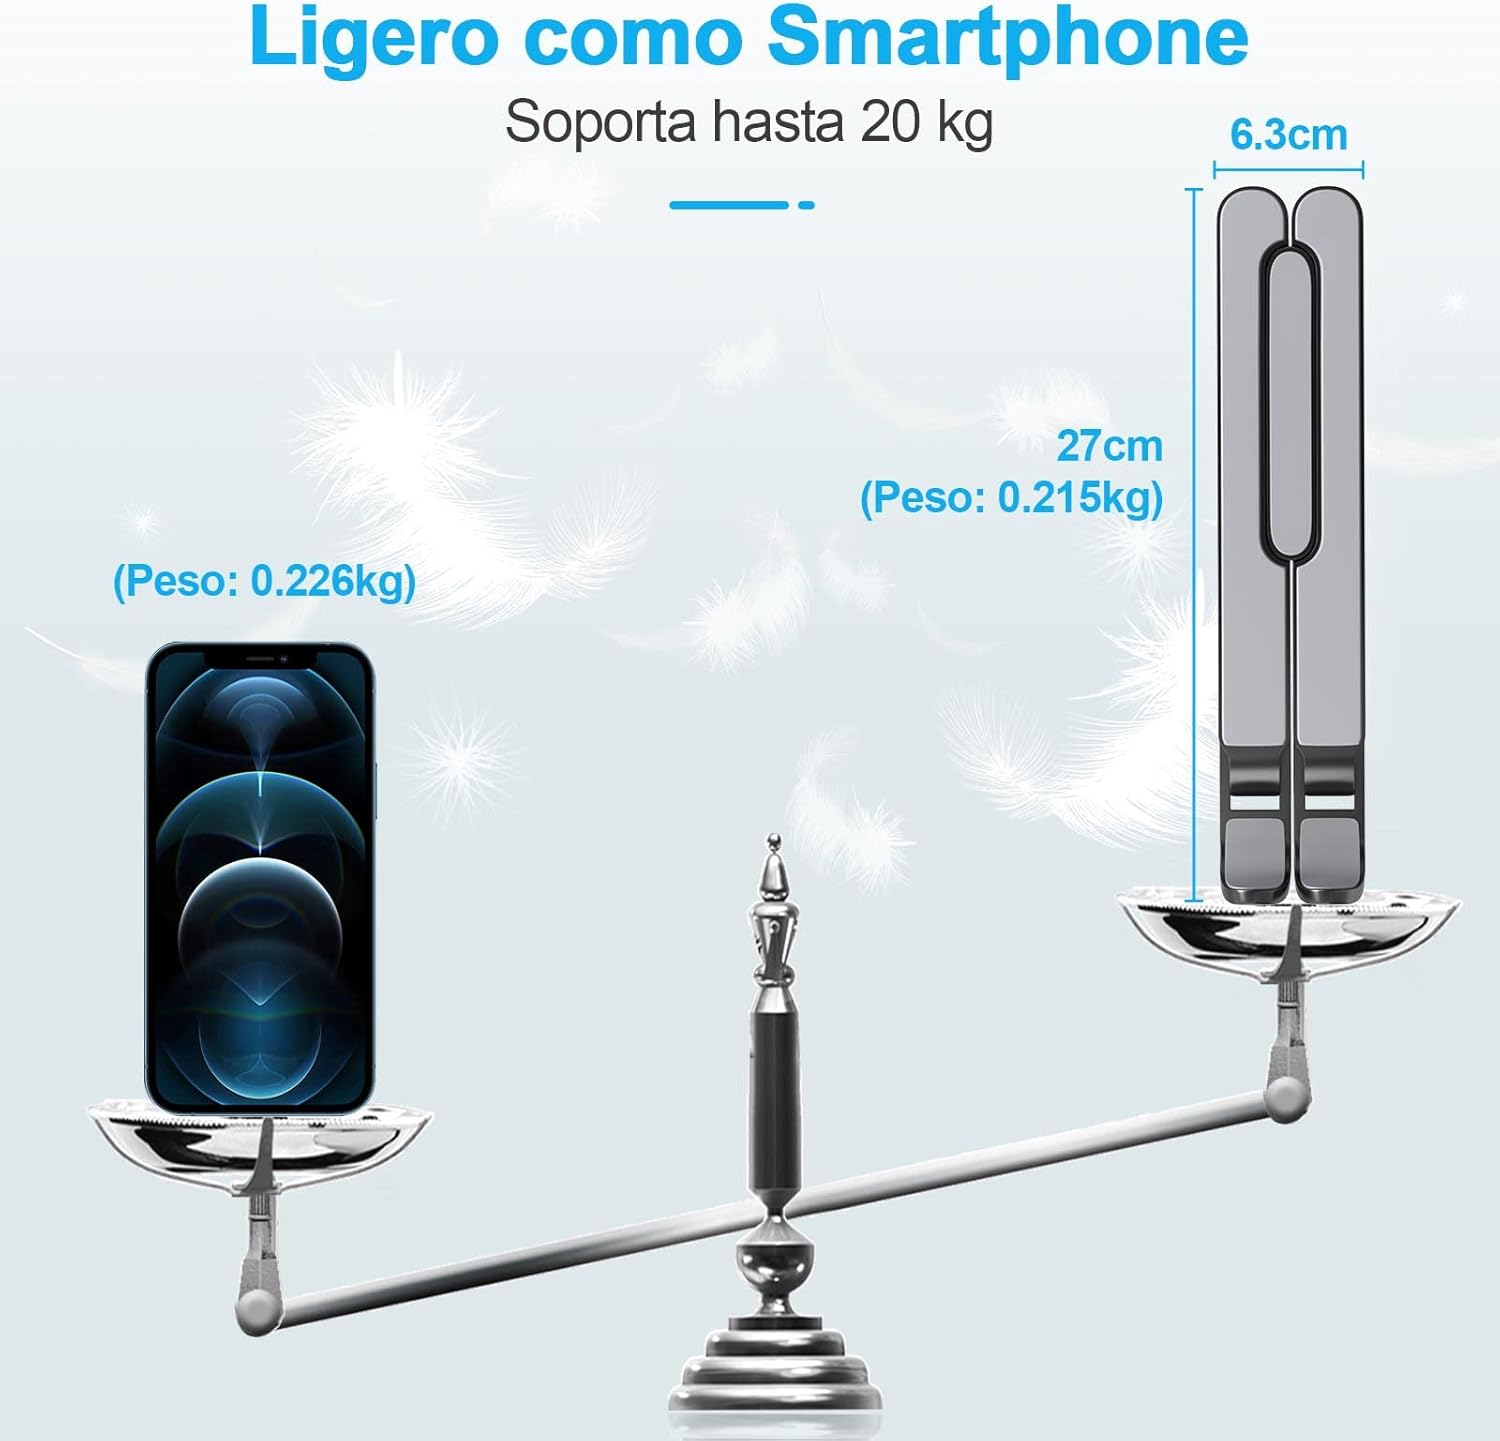 Ligero como Smartphone
Soporta hasta 20 kg
6.3cm
27cm
(Peso: 0.215kg)
(Peso: 0.226kg)